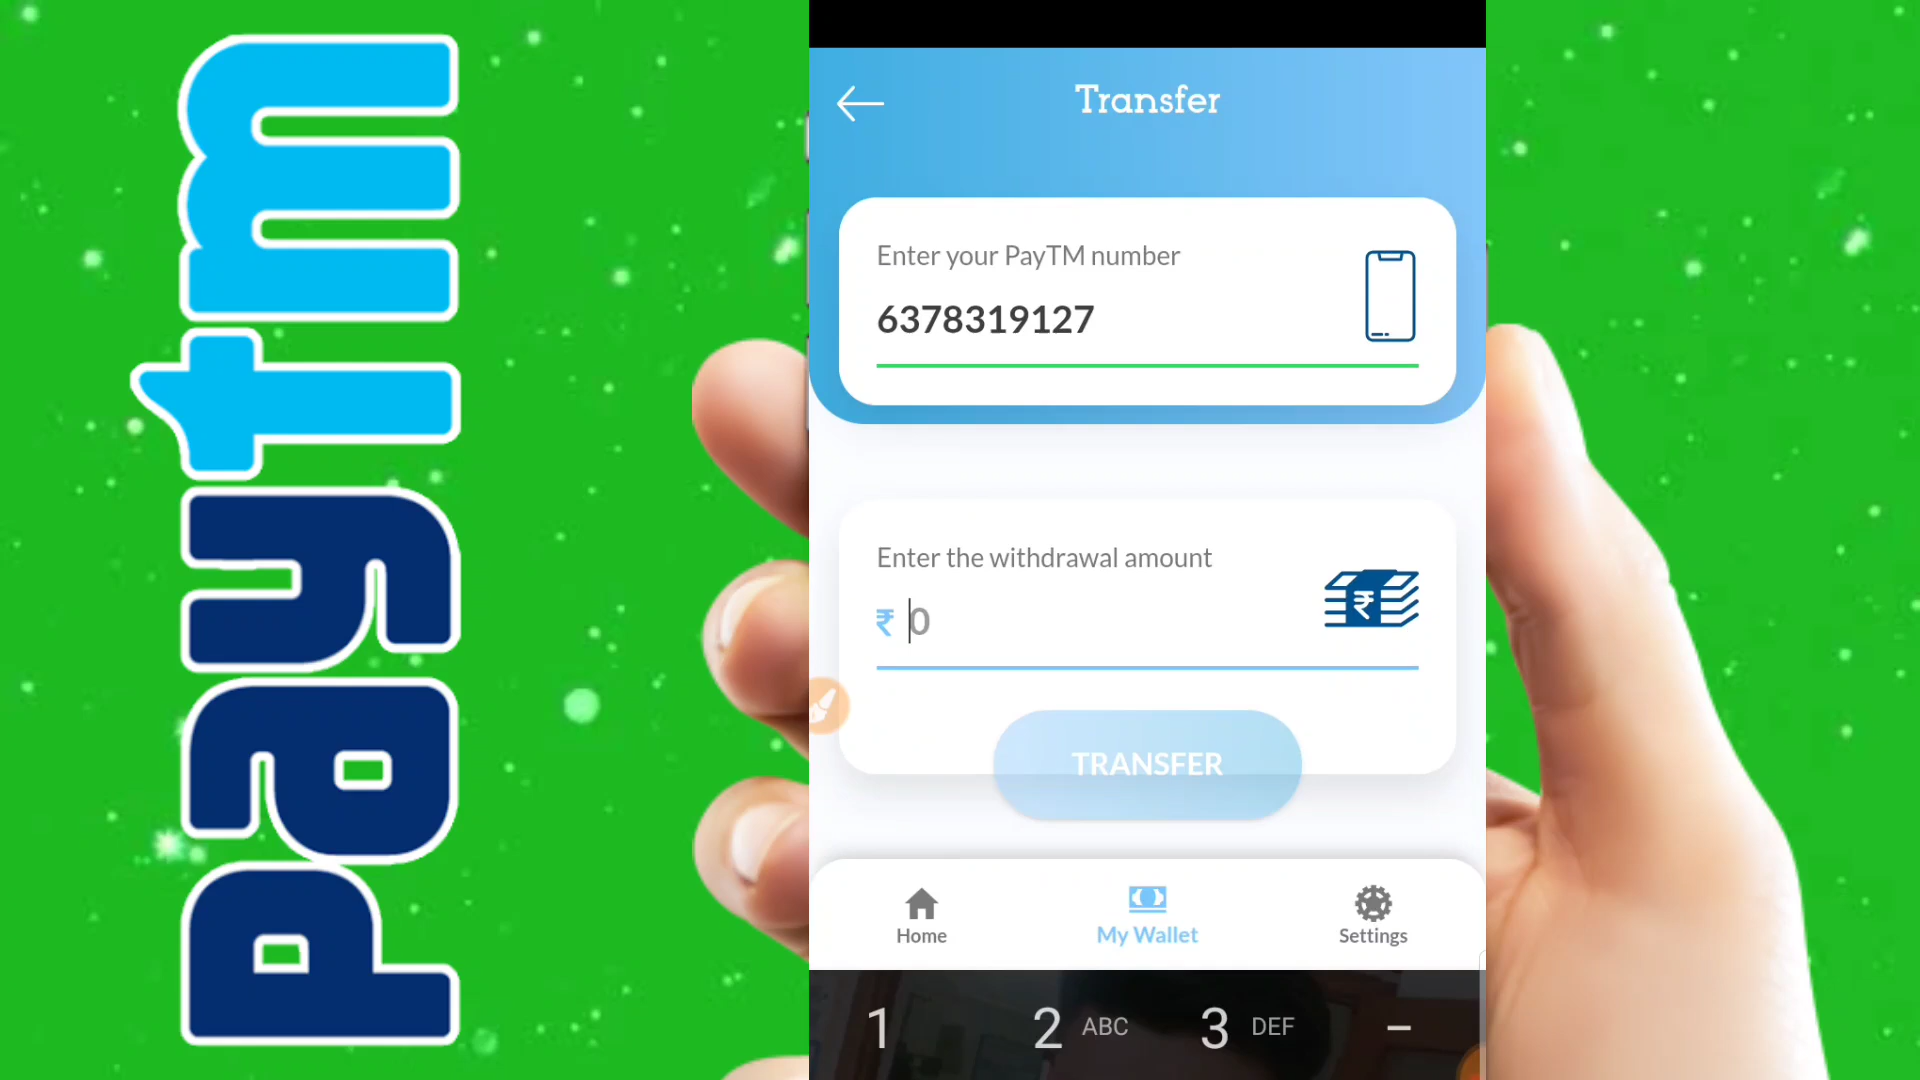 paytm
Transfer
Enter your PayTM number
6378319127
Enter the withdrawal amount
₹ 0
₹
TRANSFER
Home
My Wallet
Settings
1 2 ABC 3 DEF –